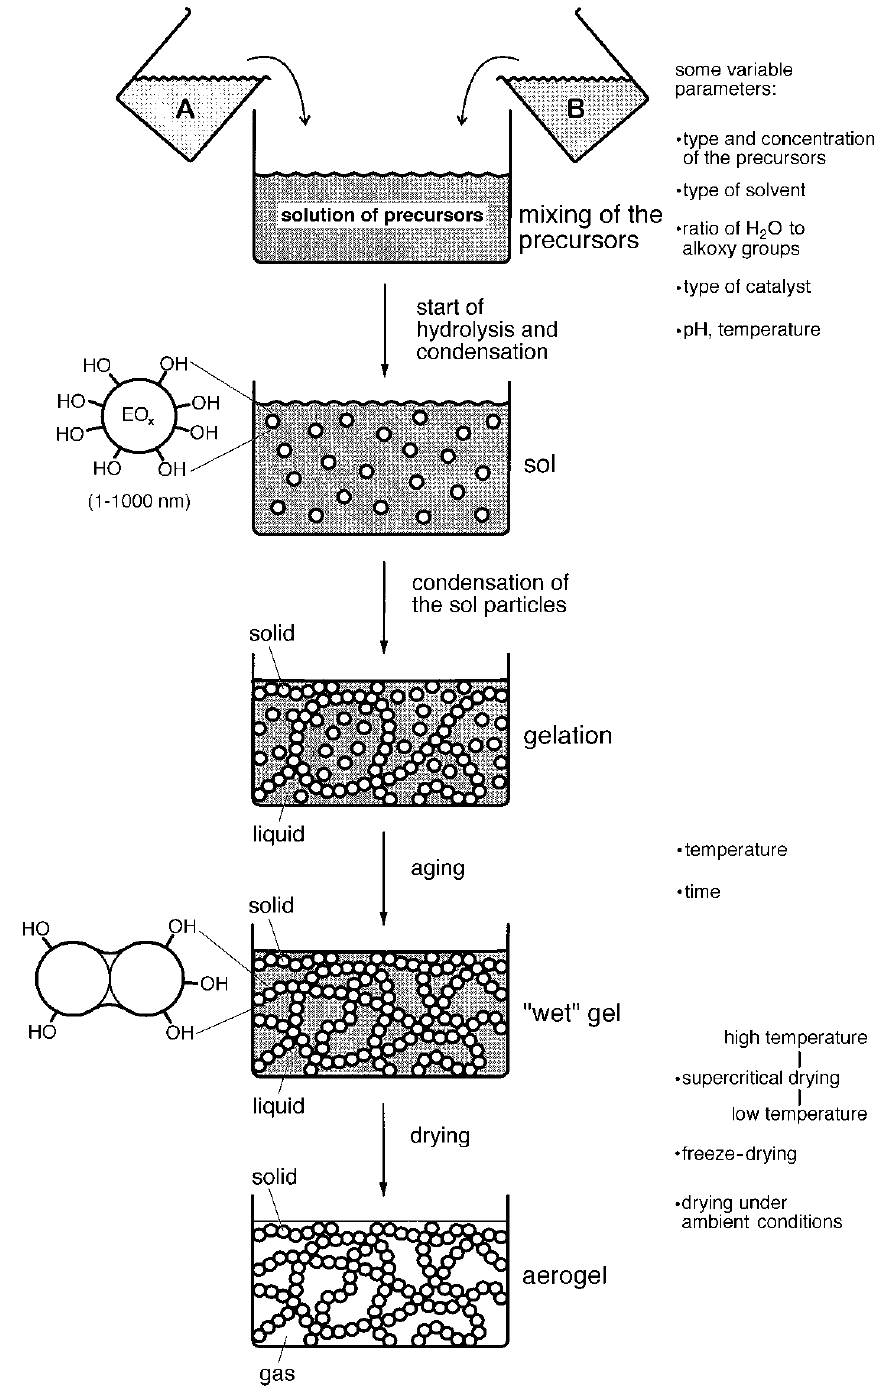 A
B
some variable
parameters:
•type and concentration
of the precursors
•type of solvent
•ratio of H₂O to
alkoxy groups
•type of catalyst
•pH, temperature
solution of precursors
mixing of the
precursors
start of
hydrolysis and
condensation
HO
OH
HO
EOₓ
OH
HO
OH
HO
OH
(1-1000 nm)
sol
condensation of
the sol particles
solid
gelation
liquid
aging
•temperature
•time
solid
HO
OH
OH
HO
OH
"wet" gel
liquid
high temperature
•supercritical drying
low temperature
•freeze-drying
•drying under
ambient conditions
drying
solid
aerogel
gas